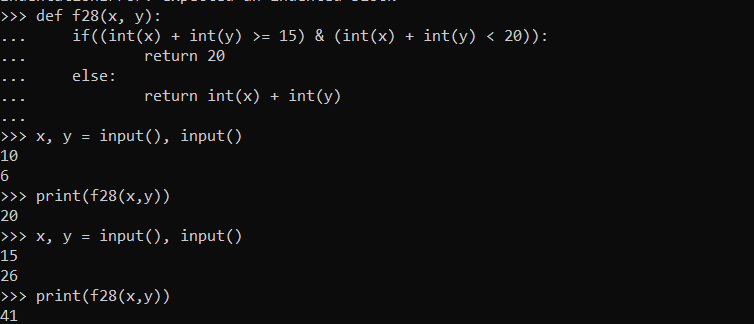 IndentationError: expected an indented block
>>> def f28(x, y):
...     if((int(x) + int(y) >= 15) & (int(x) + int(y) < 20)):
...             return 20
...     else:
...             return int(x) + int(y)
...
>>> x, y = input(), input()
10
6
>>> print(f28(x,y))
20
>>> x, y = input(), input()
15
26
>>> print(f28(x,y))
41